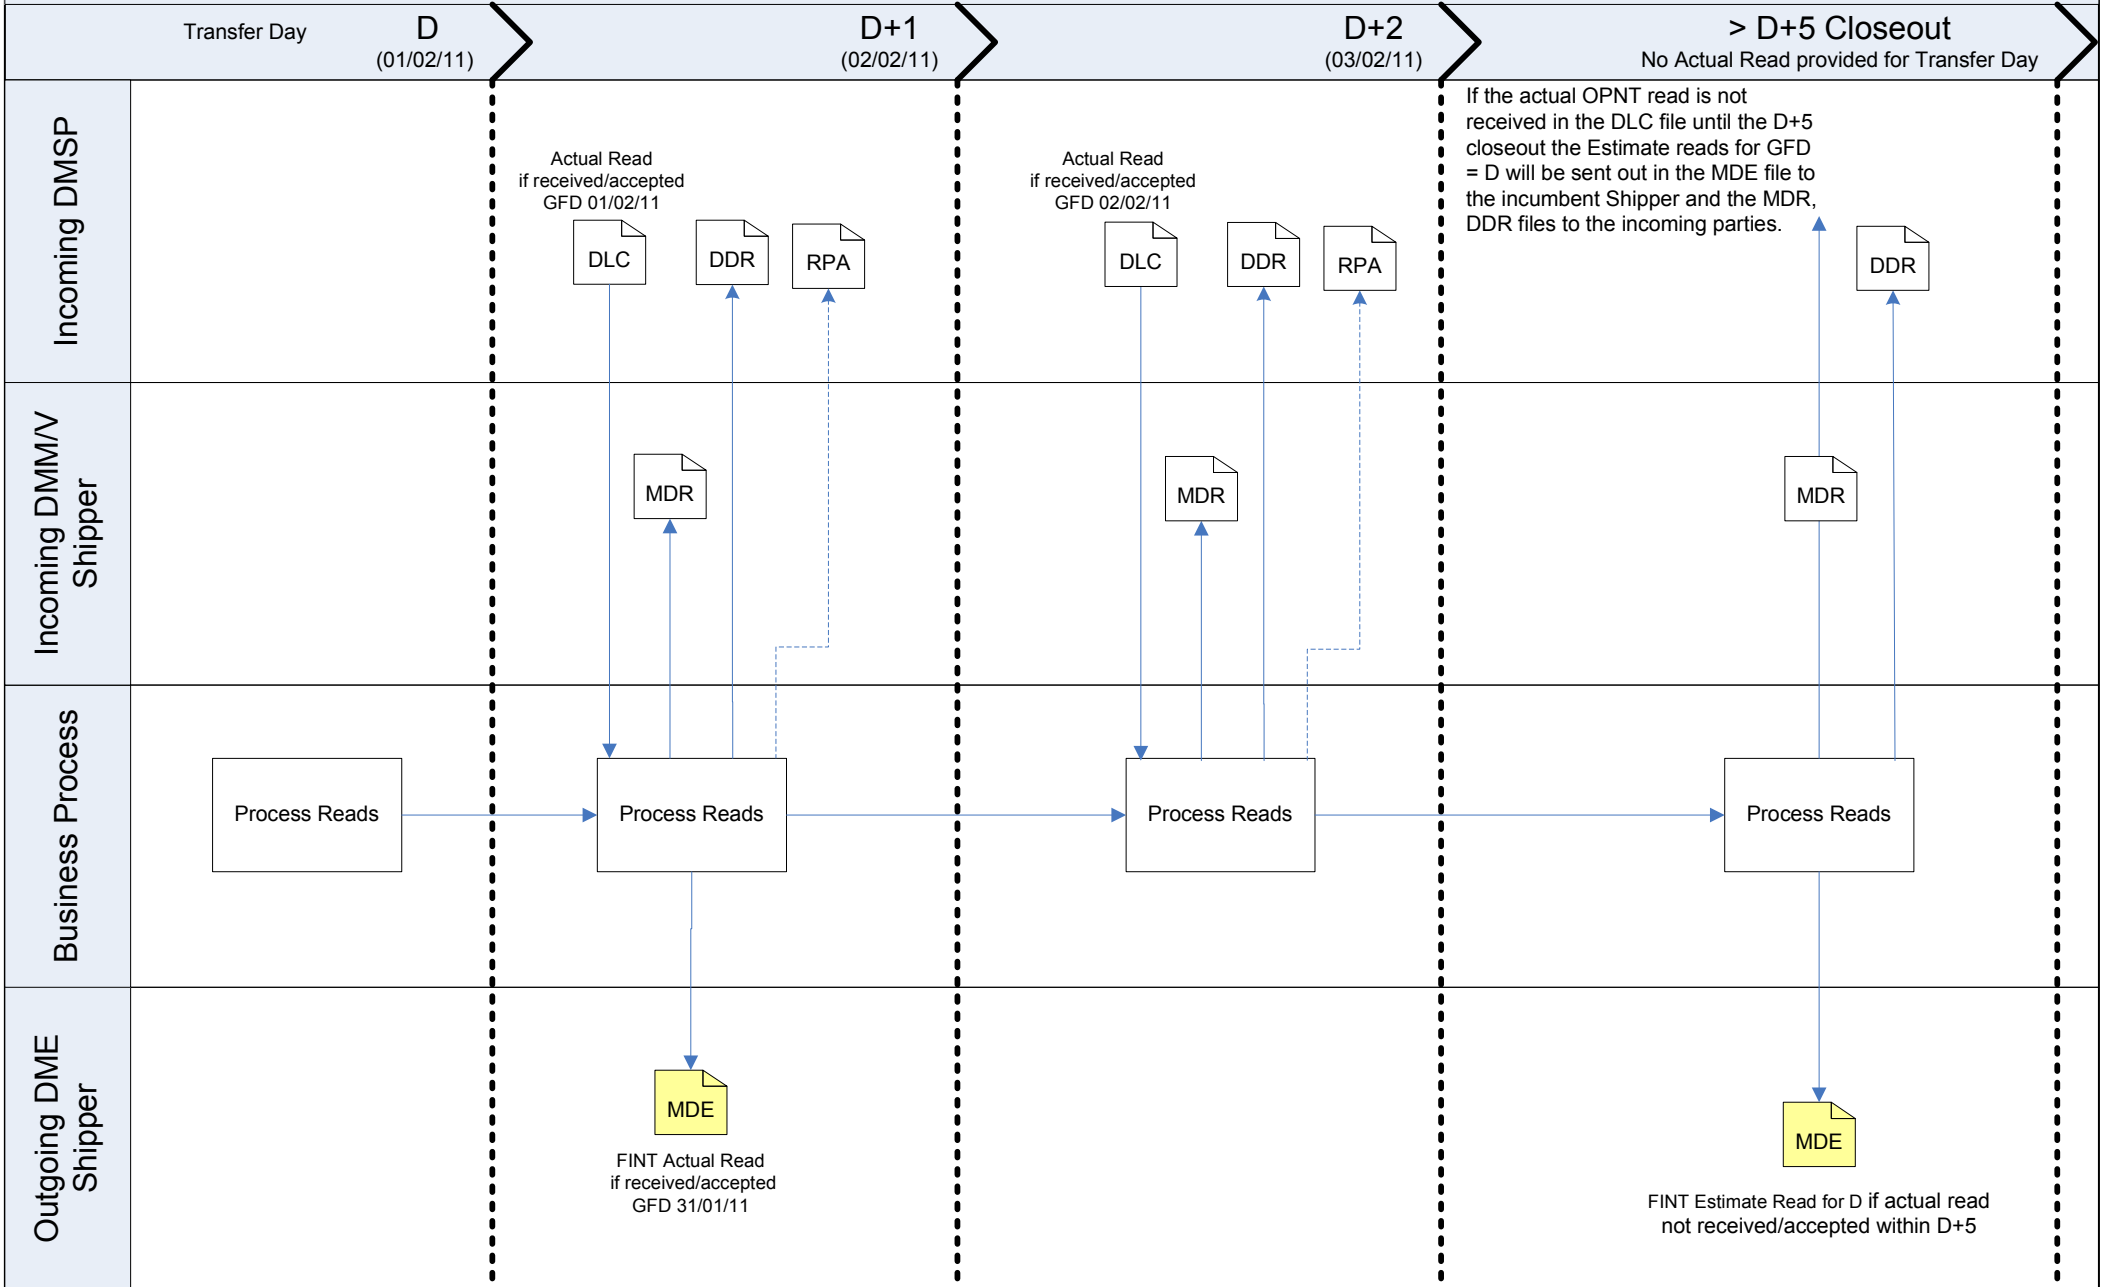 Transfer Day
D
(01/02/11)
D+1
(02/02/11)
D+2
(03/02/11)
> D+5 Closeout
No Actual Read provided for Transfer Day
Incoming DMSP
Actual Read
if received/accepted
GFD 01/02/11
DLC
DDR
RPA
Actual Read
if received/accepted
GFD 02/02/11
DLC
DDR
RPA
If the actual OPNT read is not
received in the DLC file until the D+5
closeout the Estimate reads for GFD
= D will be sent out in the MDE file to
the incumbent Shipper and the MDR,
DDR files to the incoming parties.
DDR
Incoming DMM/V
Shipper
MDR
MDR
MDR
Business Process
Process Reads
Process Reads
Process Reads
Process Reads
Outgoing DME
Shipper
MDE
FINT Actual Read
if received/accepted
GFD 31/01/11
MDE
FINT Estimate Read for D if actual read
not received/accepted within D+5